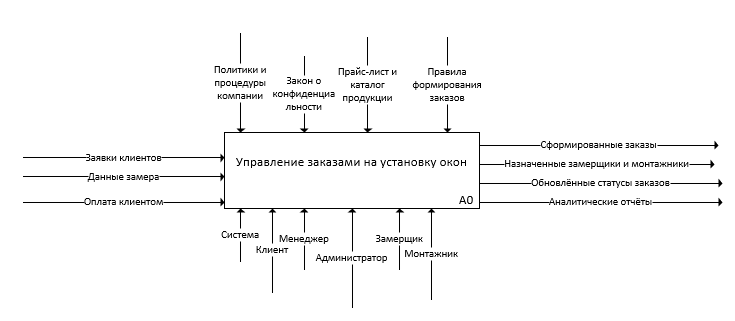 Политики и
процедуры
компании
Закон о
конфиденциа
льности
Прайс-лист и
каталог
продукции
Правила
формирования
заказов
Заявки клиентов
Данные замера
Оплата клиентом
Управление заказами на установку окон
A0
Сформированные заказы
Назначенные замерщики и монтажники
Обновлённые статусы заказов
Аналитические отчёты
Система
Клиент
Менеджер
Администратор
Замерщик
Монтажник